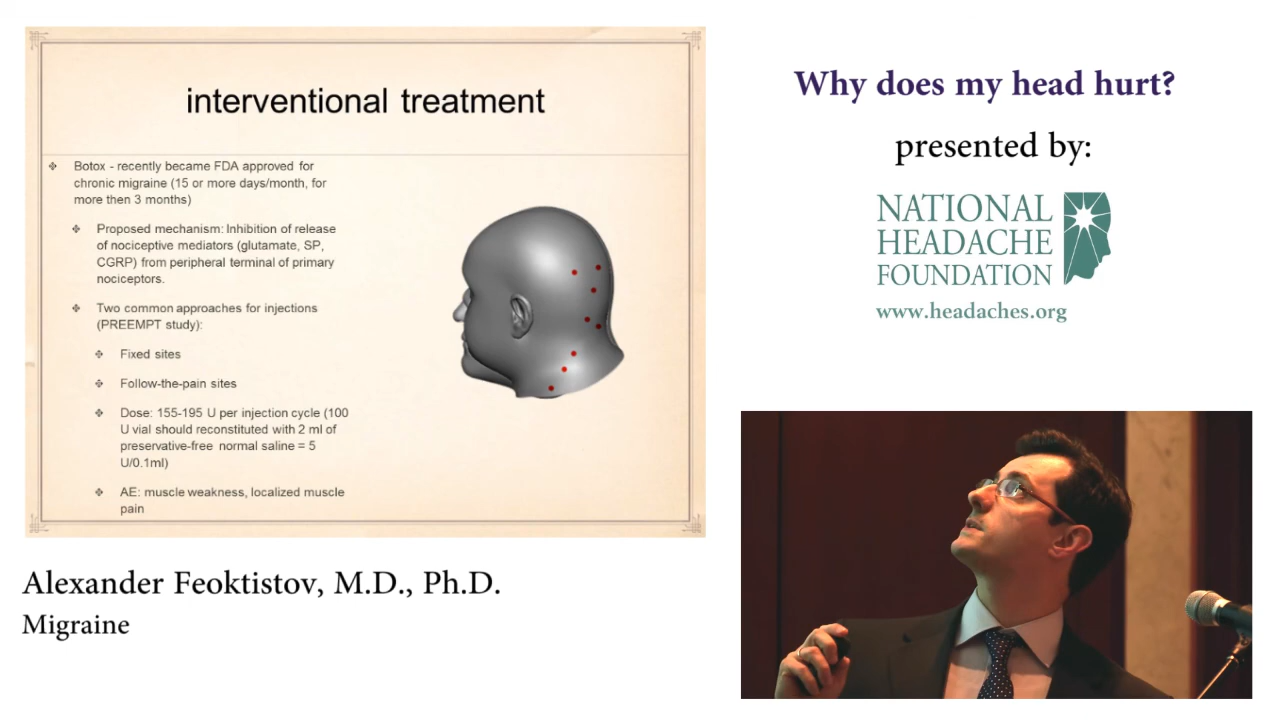 interventional treatment
Botox - recently became FDA approved for
chronic migraine (15 or more days/month, for
more then 3 months)
Proposed mechanism: Inhibition of release
of nociceptive mediators (glutamate, SP,
CGRP) from peripheral terminal of primary
nociceptors.
Two common approaches for injections
(PREEMPT study):
Fixed sites
Follow-the-pain sites
Dose: 155-195 U per injection cycle (100
U vial should reconstituted with 2 ml of
preservative-free normal saline = 5
U/0.1ml)
AE: muscle weakness, localized muscle
pain
Alexander Feoktistov, M.D., Ph.D.
Migraine
Why does my head hurt?
presented by:
NATIONAL
HEADACHE
FOUNDATION
www.headaches.org